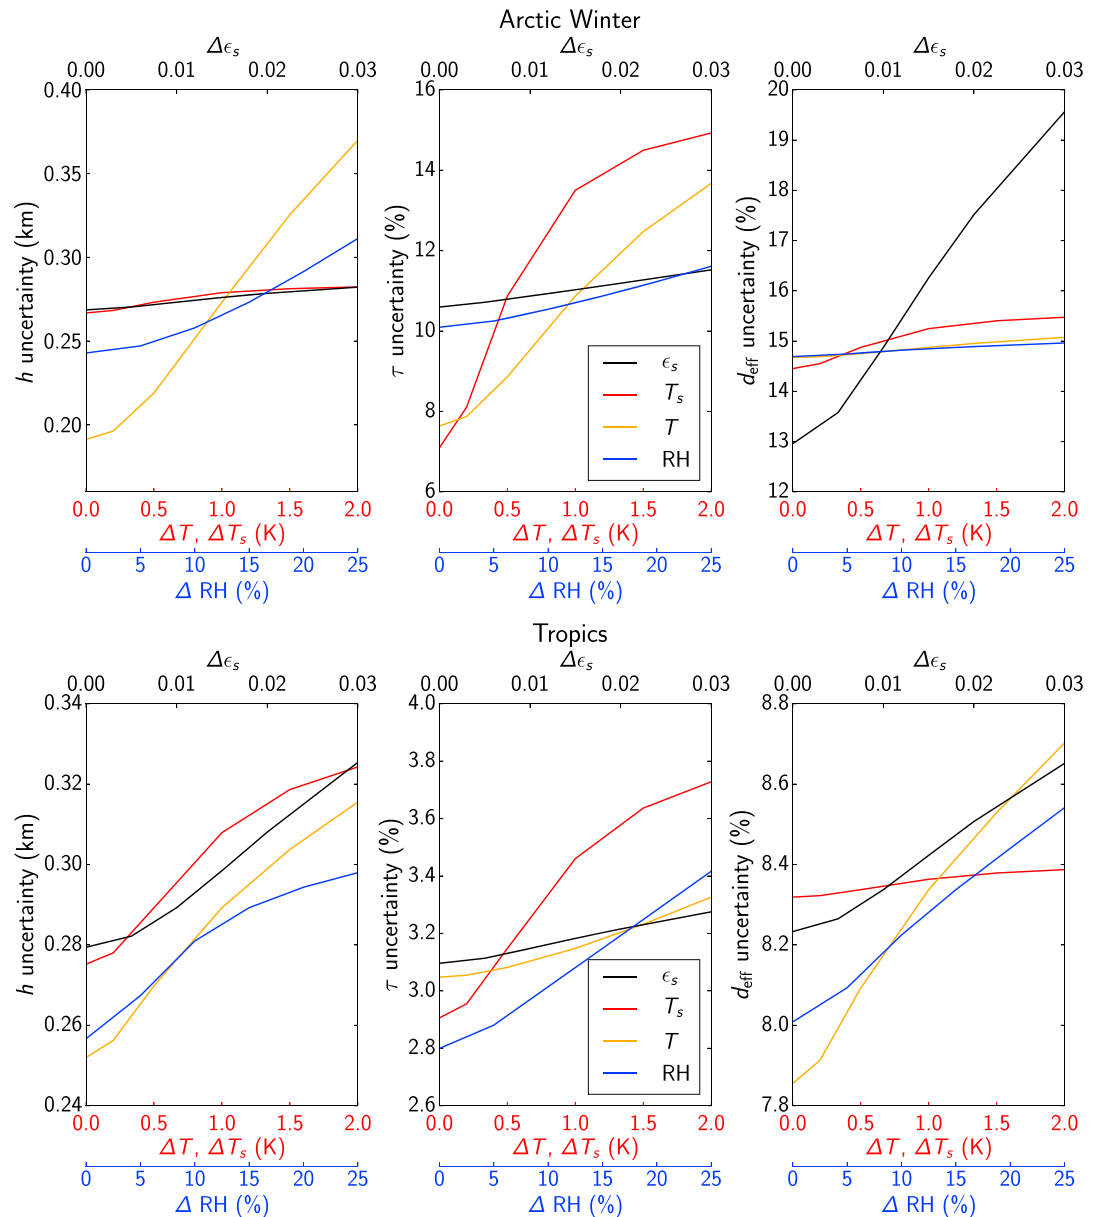 Arctic Winter
Δϵs Δϵs
0.00 0.01 0.02 0.03 0.00 0.01 0.02 0.03 0.00 0.01 0.02 0.03
h uncertainty (km)
0.40
0.35
0.30
0.25
0.20
τ uncertainty (%)
16
14
12
10
8
6
d_eff uncertainty (%)
20
19
18
17
16
15
14
13
12
ϵs
Ts
T
RH
0.0 0.5 1.0 1.5 2.0 0.0 0.5 1.0 1.5 2.0 0.0 0.5 1.0 1.5 2.0
ΔT, ΔTs (K) ΔT, ΔTs (K) ΔT, ΔTs (K)
0 5 10 15 20 25 0 5 10 15 20 25 0 5 10 15 20 25
Δ RH (%) Δ RH (%) Δ RH (%)
Tropics
Δϵs Δϵs Δϵs
0.00 0.01 0.02 0.03 0.00 0.01 0.02 0.03 0.00 0.01 0.02 0.03
h uncertainty (km)
0.34
0.32
0.30
0.28
0.26
0.24
τ uncertainty (%)
4.0
3.8
3.6
3.4
3.2
3.0
2.8
2.6
d_eff uncertainty (%)
8.8
8.6
8.4
8.2
8.0
7.8
ϵs
Ts
T
RH
0.0 0.5 1.0 1.5 2.0 0.0 0.5 1.0 1.5 2.0 0.0 0.5 1.0 1.5 2.0
ΔT, ΔTs (K) ΔT, ΔTs (K) ΔT, ΔTs (K)
0 5 10 15 20 25 0 5 10 15 20 25 0 5 10 15 20 25
Δ RH (%) Δ RH (%) Δ RH (%)